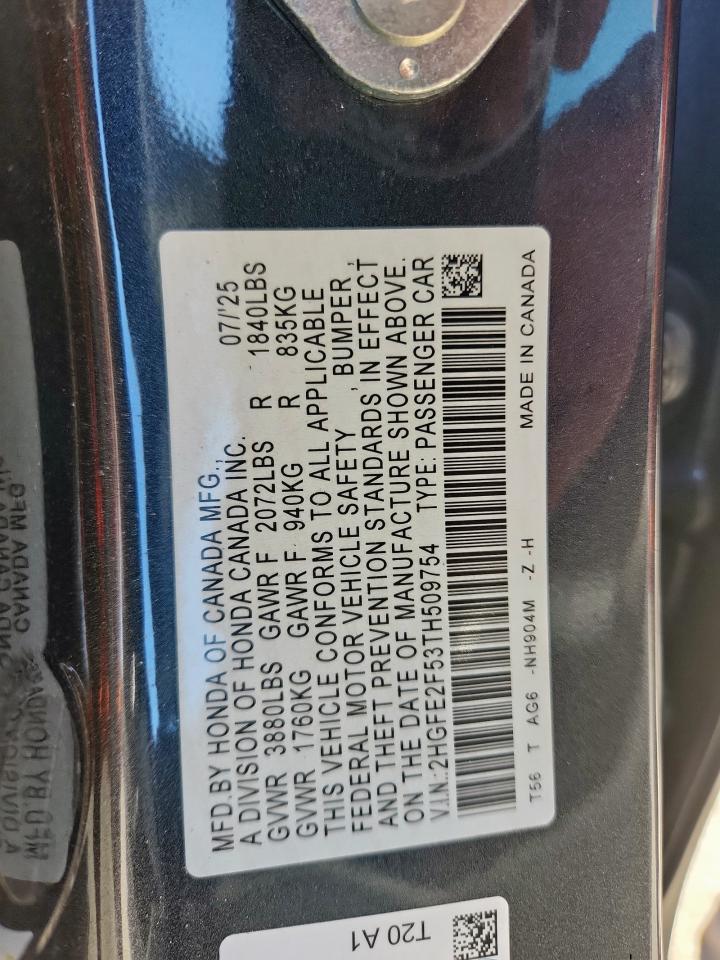 MFD.BY HONDA OF CANADA MFG., 07/'25
A DIVISION OF HONDA CANADA INC.
GVWR 3880LBS GAWR F 2072LBS R 1840LBS
GVWR 1760KG GAWR F 940KG R 835KG
THIS VEHICLE CONFORMS TO ALL APPLICABLE
FEDERAL MOTOR VEHICLE SAFETY , BUMPER ,
AND THEFT PREVENTION STANDARDS IN EFFECT
ON THE DATE OF MANUFACTURE SHOWN ABOVE.
V.I.N.:2HGFE2F53TH509754 TYPE: PASSENGER CAR
T56 T AG6 -NH904M -Z -H MADE IN CANADA
T20 A1